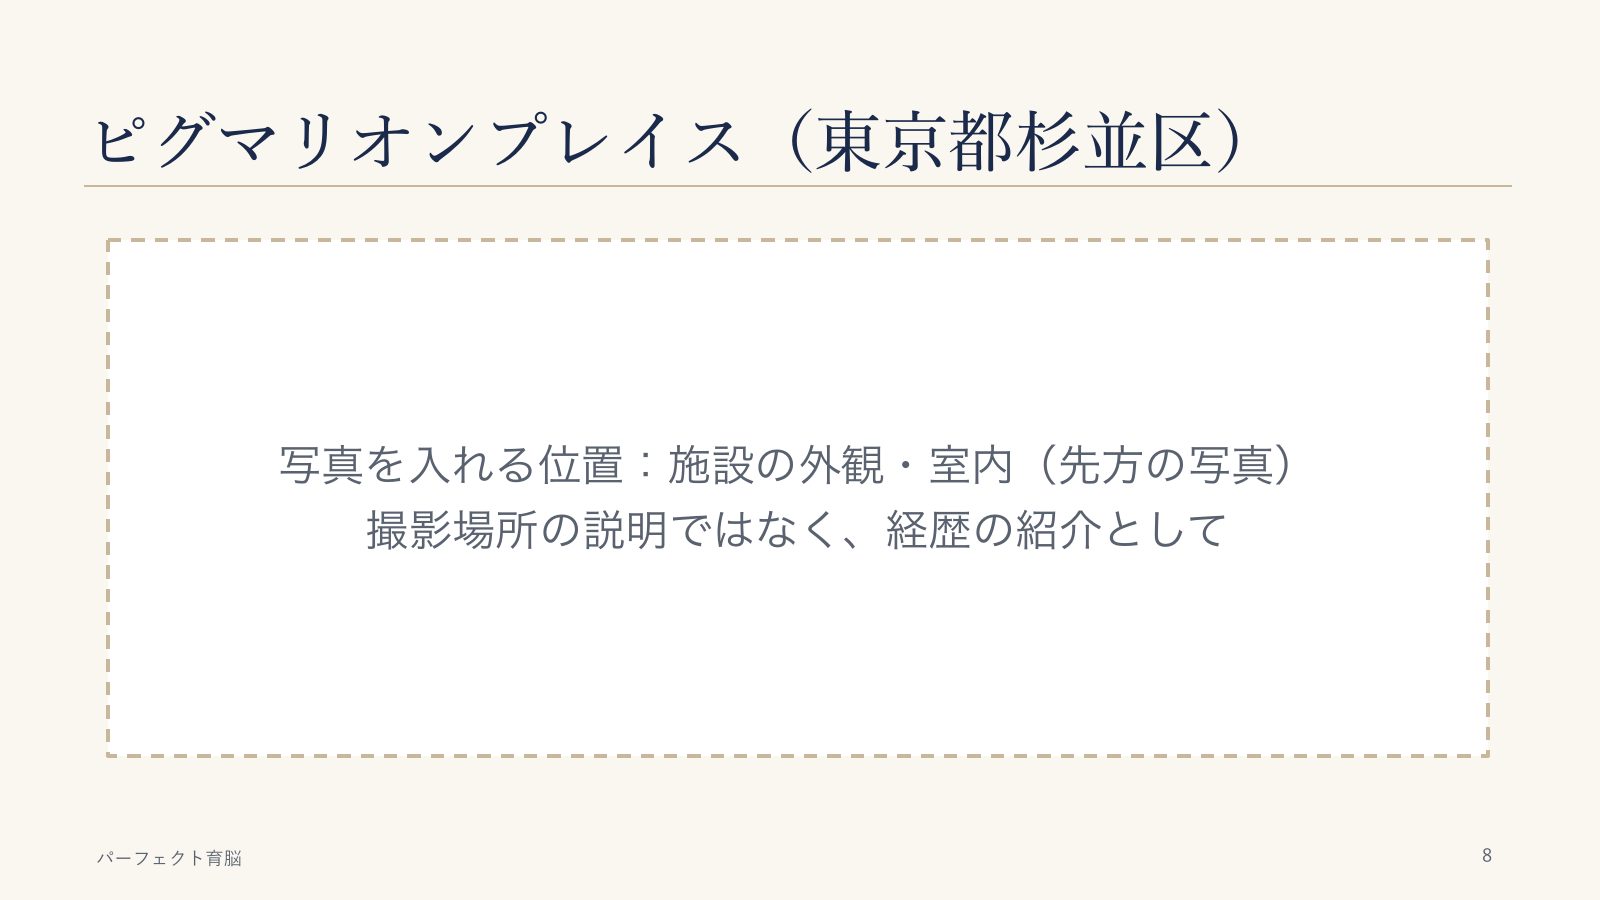 ピグマリオンプレイス（東京都杉並区）
写真を入れる位置：施設の外観・室内（先方の写真）
撮影場所の説明ではなく、経歴の紹介として
パーフェクト育脳
8